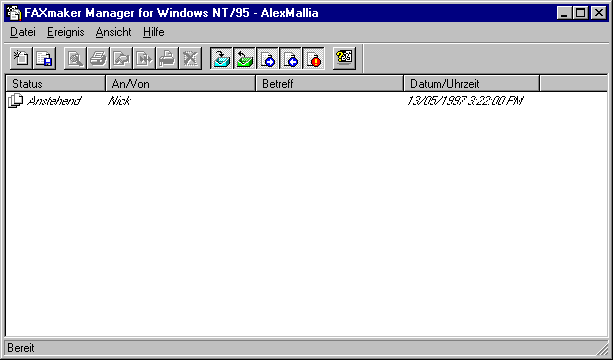 FAXmaker Manager for Windows NT/95 - AlexMallia
Datei Ereignis Ansicht Hilfe
Status An/Von Betreff Datum/Uhrzeit
Anstehend Nick 13/05/1997 3:22:00 PM
Bereit